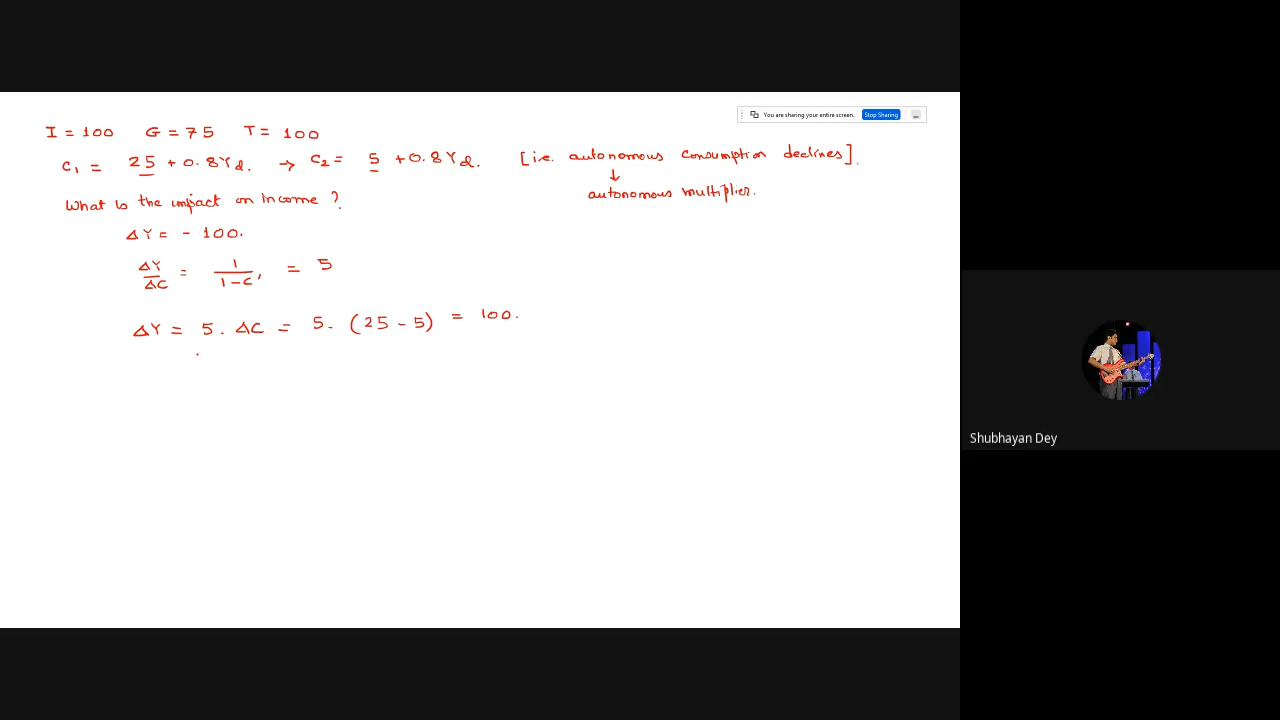 You are sharing your entire screen. Stop Sharing
I = 100 G = 75 T = 100
C₁ = 25 + 0.8Yd. → C₂ = 5 + 0.8Yd. [i.e. autonomous consumption declines].
↓
autonomous multiplier.
What is the impact on income ?
ΔY = - 100.
ΔY/ΔC = 1/(1-c') = 5
ΔY = 5 . ΔC = 5. (25 - 5) = 100.
Shubhayan Dey